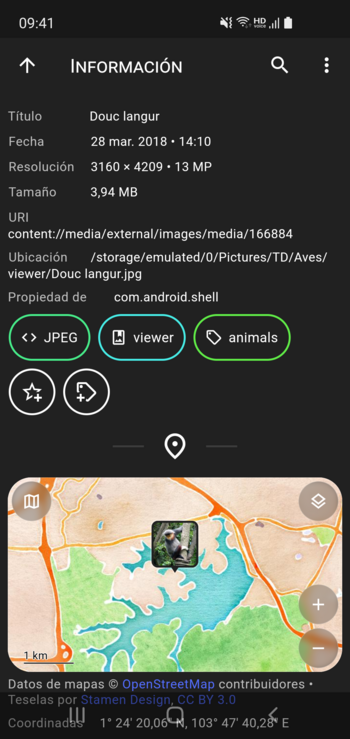 09:41
HD
VOICE
INFORMACIÓN
Título Douc langur
Fecha 28 mar. 2018 • 14:10
Resolución 3160 × 4209 • 13 MP
Tamaño 3,94 MB
URI
content://media/external/images/media/166884
Ubicación /storage/emulated/0/Pictures/TD/Aves/
viewer/Douc langur.jpg
Propiedad de com.android.shell
<> JPEG viewer animals
1 km
Datos de mapas © OpenStreetMap contribuidores •
Teselas por Stamen Design, CC BY 3.0
Coordinadas 1° 24′ 20,06″ N, 103° 47′ 40,28″ E